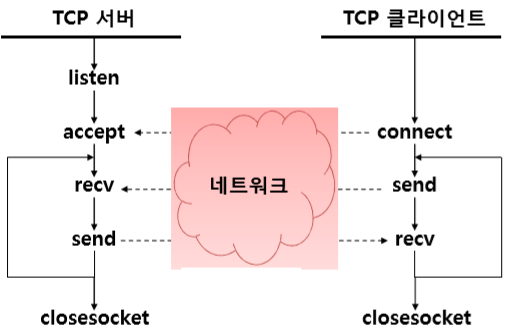 TCP 서버
TCP 클라이언트
listen
accept
connect
네트워크
recv
send
send
recv
closesocket
closesocket